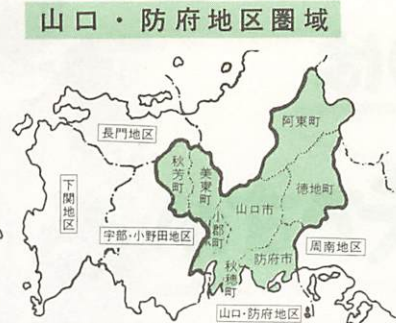 山口・防府地区圏域
長門地区
阿東町
秋芳町
美東町
徳地町
下関地区
山口市
小郡町
宇部・小野田地区
周南地区
防府市
秋穂町
山口・防府地区